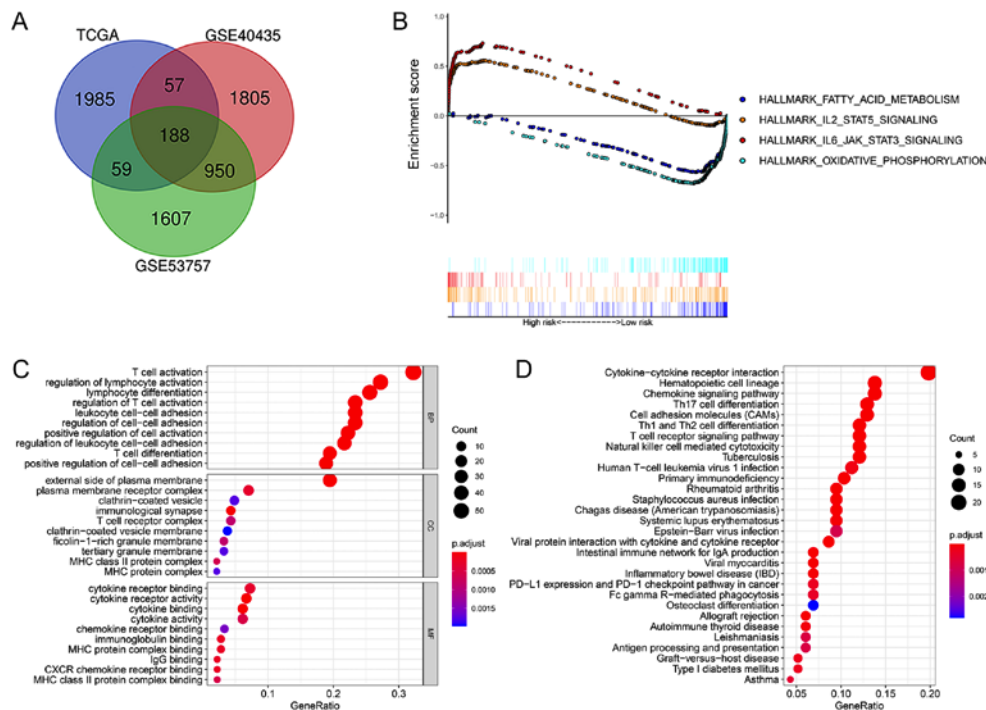 A
TCGA
GSE40435
57
1985
1805
188
59
950
1607
GSE53757
B
Enrichment score
1.0
0.5
0.0
−0.5
−1.0
HALLMARK_FATTY_ACID_METABOLISM
HALLMARK_IL2_STAT5_SIGNALING
HALLMARK_IL6_JAK_STAT3_SIGNALING
HALLMARK_OXIDATIVE_PHOSPHORYLATION
High risk<----------->Low risk
C
T cell activation
regulation of lymphocyte activation
lymphocyte differentiation
regulation of T cell activation
leukocyte cell−cell adhesion
regulation of cell−cell adhesion
positive regulation of cell activation
regulation of leukocyte cell−cell adhesion
T cell differentiation
positive regulation of cell−cell adhesion
BP
external side of plasma membrane
plasma membrane receptor complex
clathrin−coated vesicle
immunological synapse
T cell receptor complex
clathrin−coated vesicle membrane
ficolin−1−rich granule membrane
tertiary granule membrane
MHC class II protein complex
MHC protein complex
CC
cytokine receptor binding
cytokine receptor activity
cytokine binding
cytokine activity
chemokine receptor binding
immunoglobulin binding
MHC protein complex binding
IgG binding
CXCR chemokine receptor binding
MHC class II protein complex binding
MF
0.1
0.2
0.3
GeneRatio
Count
10
20
30
40
50
p.adjust
0.0005
0.0010
0.0015
D
Cytokine−cytokine receptor interaction
Hematopoietic cell lineage
Chemokine signaling pathway
Th17 cell differentiation
Cell adhesion molecules (CAMs)
Th1 and Th2 cell differentiation
T cell receptor signaling pathway
Natural killer cell mediated cytotoxicity
Tuberculosis
Human T−cell leukemia virus 1 infection
Primary immunodeficiency
Rheumatoid arthritis
Staphylococcus aureus infection
Chagas disease (American trypanosomiasis)
Systemic lupus erythematosus
Epstein−Barr virus infection
Viral protein interaction with cytokine and cytokine receptor
Intestinal immune network for IgA production
Viral myocarditis
Inflammatory bowel disease (IBD)
PD−L1 expression and PD−1 checkpoint pathway in cancer
Fc gamma R−mediated phagocytosis
Osteoclast differentiation
Allograft rejection
Autoimmune thyroid disease
Leishmaniasis
Antigen processing and presentation
Graft−versus−host disease
Type I diabetes mellitus
Asthma
0.05
0.10
0.15
0.20
GeneRatio
Count
5
10
15
20
p.adjust
0.001
0.002